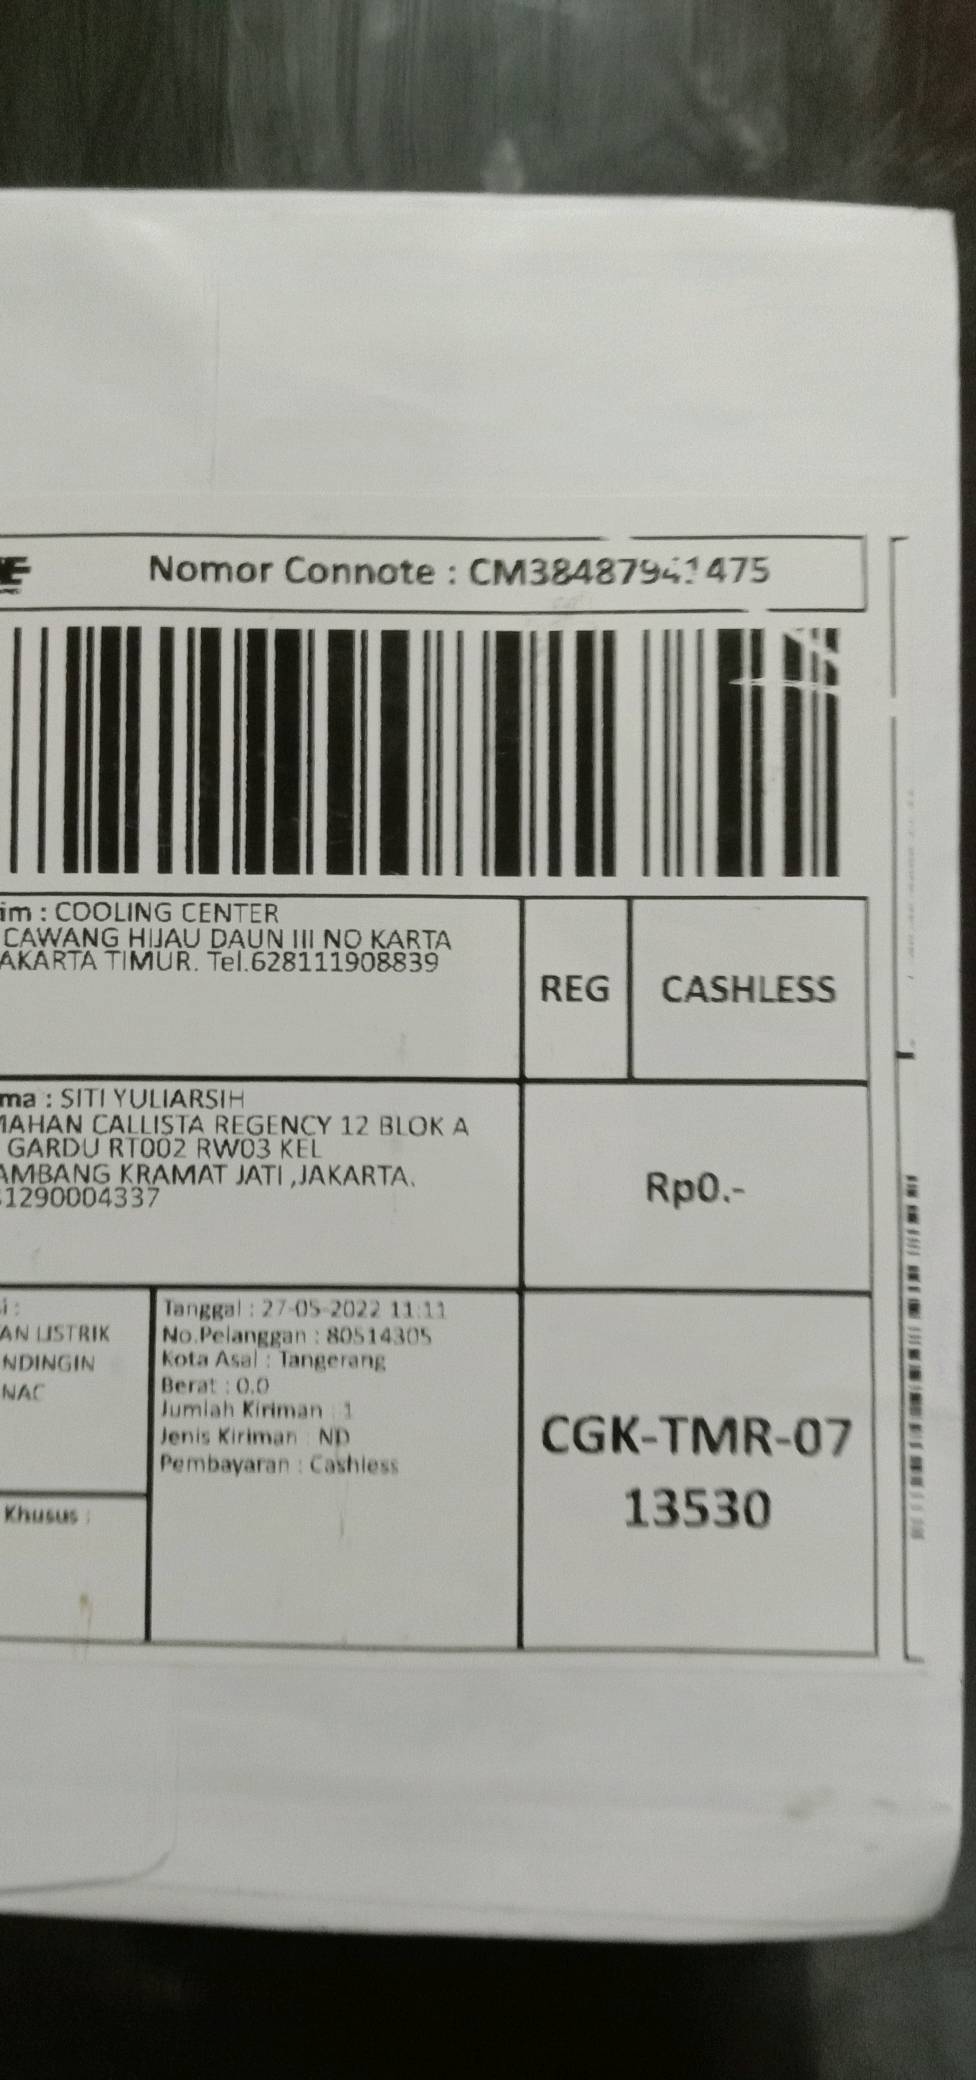 Nomor Connote : CM38487941475
im : COOLING CENTER
CAWANG HIJAU DAUN III NO KARTA
AKARTA TIMUR. Tel.628111908839
REG
CASHLESS
ma : SITI YULIARSIH
MAHAN CALLISTA REGENCY 12 BLOK A
GARDU RT002 RW03 KEL
AMBANG KRAMAT JATI ,JAKARTA.
1290004337
Rp0.-
i :
AN LISTRIK
NDINGIN
NAC
Khusus :
Tanggal : 27-05-2022 11:11
No.Pelanggan : 80514305
Kota Asal : Tangerang
Berat : 0.0
Jumlah Kiriman : 1
Jenis Kiriman : ND
Pembayaran : Cashless
CGK-TMR-07
13530